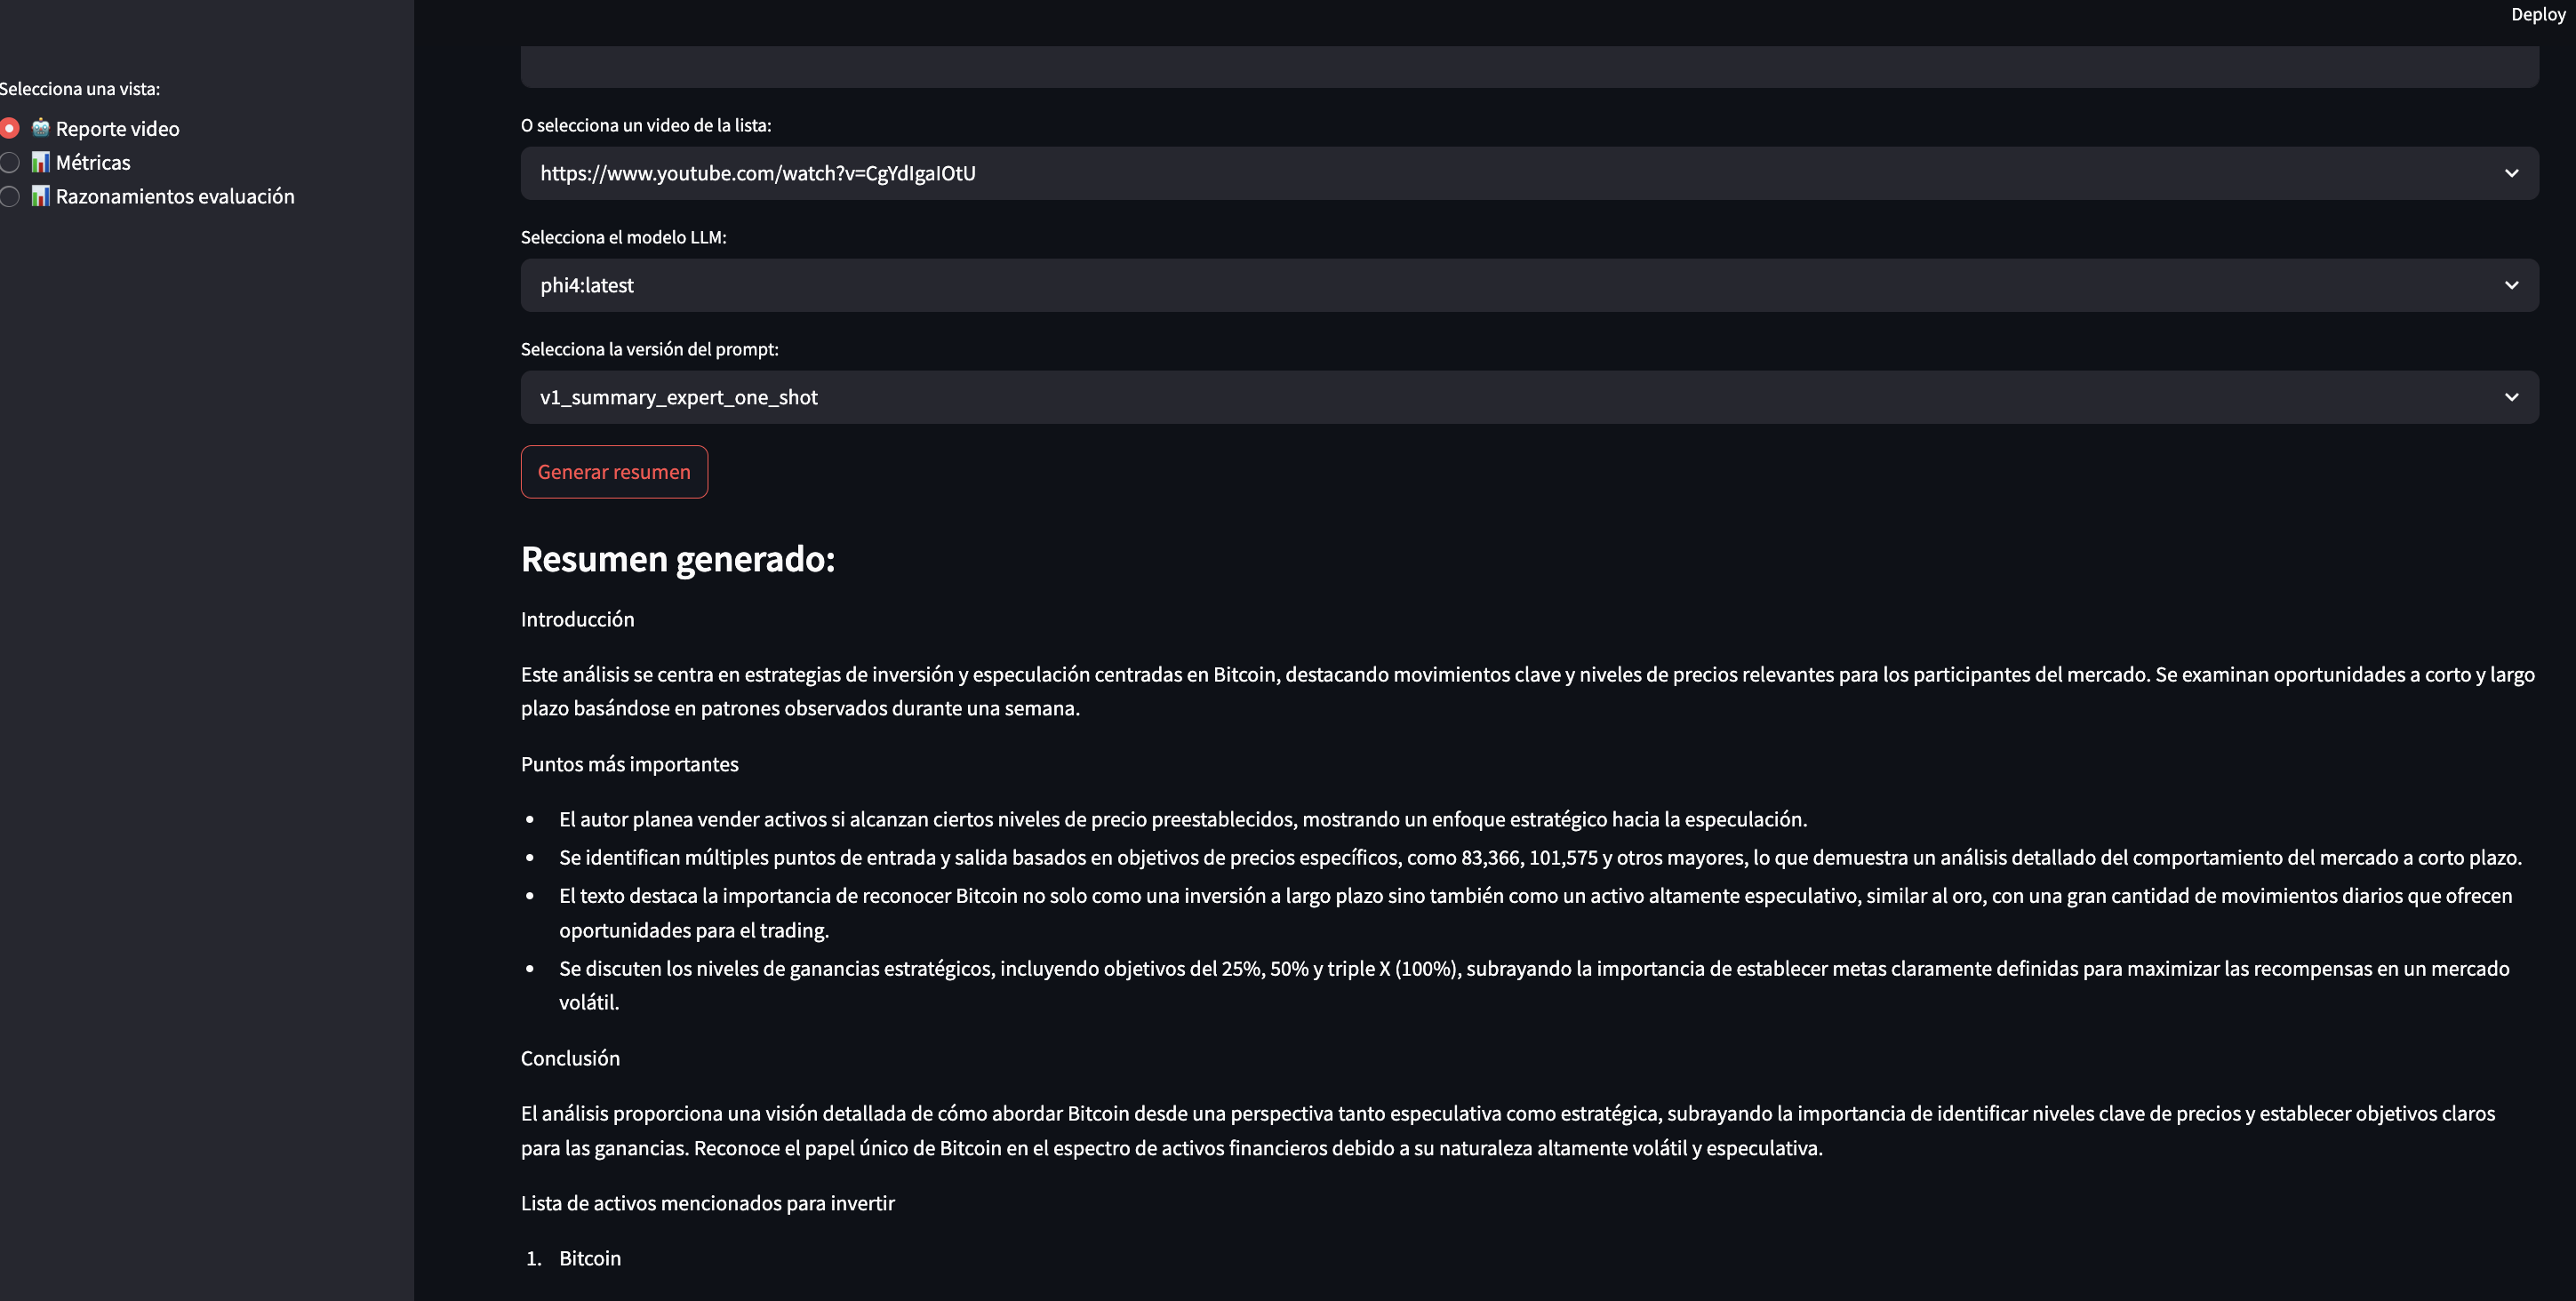 Deploy
Selecciona una vista:
Reporte video
Métricas
Razonamientos evaluación
O selecciona un video de la lista:
https://www.youtube.com/watch?v=CgYdIgaIOtU
Selecciona el modelo LLM:
phi4:latest
Selecciona la versión del prompt:
v1_summary_expert_one_shot
Generar resumen
Resumen generado:
Introducción
Este análisis se centra en estrategias de inversión y especulación centradas en Bitcoin, destacando movimientos clave y niveles de precios relevantes para los participantes del mercado. Se examinan oportunidades a corto y largo
plazo basándose en patrones observados durante una semana.
Puntos más importantes
• El autor planea vender activos si alcanzan ciertos niveles de precio preestablecidos, mostrando un enfoque estratégico hacia la especulación.
• Se identifican múltiples puntos de entrada y salida basados en objetivos de precios específicos, como 83,366, 101,575 y otros mayores, lo que demuestra un análisis detallado del comportamiento del mercado a corto plazo.
• El texto destaca la importancia de reconocer Bitcoin no solo como una inversión a largo plazo sino también como un activo altamente especulativo, similar al oro, con una gran cantidad de movimientos diarios que ofrecen
oportunidades para el trading.
• Se discuten los niveles de ganancias estratégicos, incluyendo objetivos del 25%, 50% y triple X (100%), subrayando la importancia de establecer metas claramente definidas para maximizar las recompensas en un mercado
volátil.
Conclusión
El análisis proporciona una visión detallada de cómo abordar Bitcoin desde una perspectiva tanto especulativa como estratégica, subrayando la importancia de identificar niveles clave de precios y establecer objetivos claros
para las ganancias. Reconoce el papel único de Bitcoin en el espectro de activos financieros debido a su naturaleza altamente volátil y especulativa.
Lista de activos mencionados para invertir
1. Bitcoin